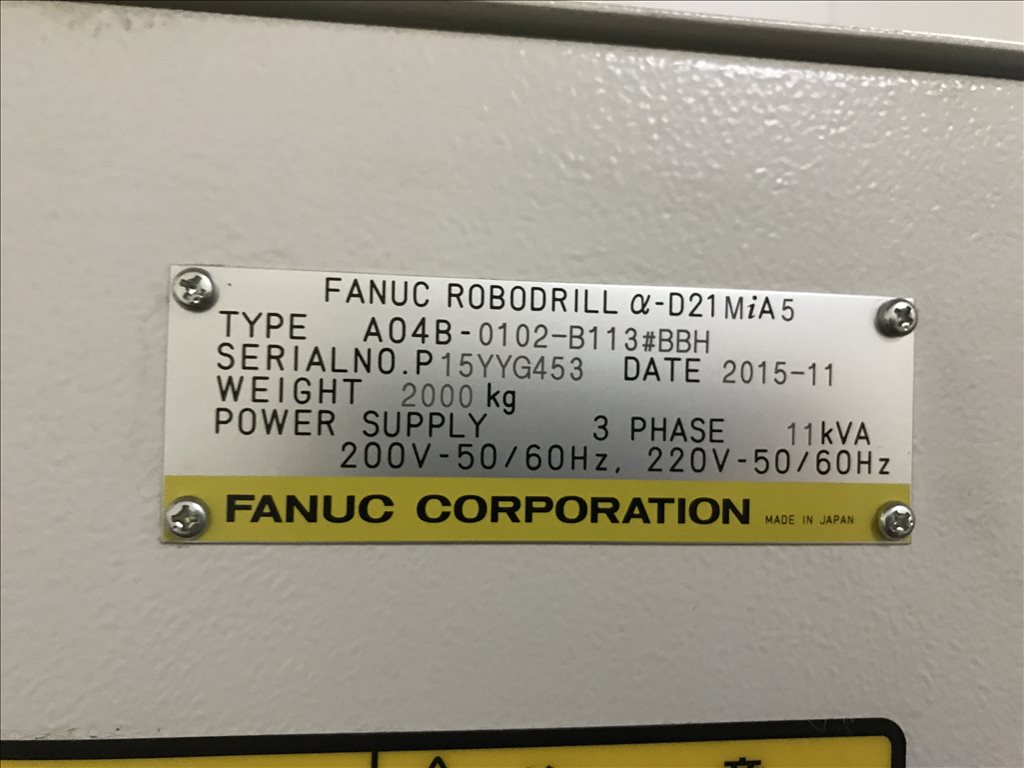 FANUC ROBODRILL α-D21MiA5
TYPE A04B-0102-B113#BBH
SERIALNO.P15YYG453 DATE 2015-11
WEIGHT 2000 kg
POWER SUPPLY 3 PHASE 11kVA
200V-50/60Hz, 220V-50/60Hz
FANUC CORPORATION MADE IN JAPAN